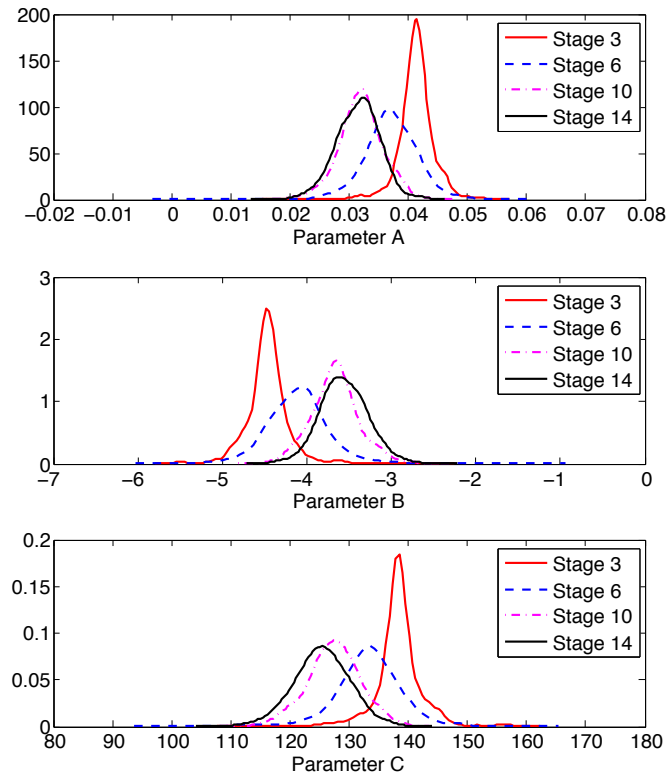 200
150
100
50
0
Stage 3
Stage 6
Stage 10
Stage 14
−0.02 −0.01 0 0.01 0.02 0.03 0.04 0.05 0.06 0.07 0.08
Parameter A
3
2
1
0
Stage 3
Stage 6
Stage 10
Stage 14
−7 −6 −5 −4 −3 −2 −1 0
Parameter B
0.2
0.15
0.1
0.05
0
Stage 3
Stage 6
Stage 10
Stage 14
80 90 100 110 120 130 140 150 160 170 180
Parameter C